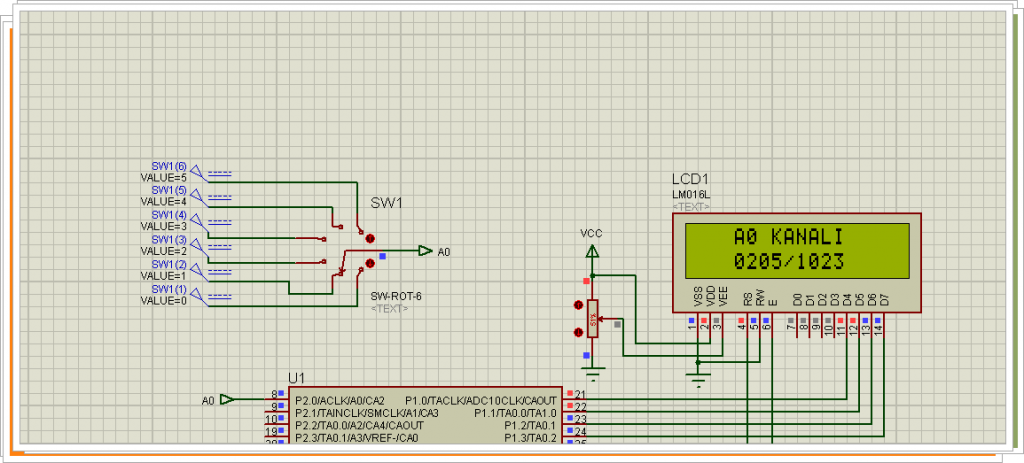 SW1(6)
VALUE=5
SW1(5)
VALUE=4
SW1(4)
VALUE=3
SW1(3)
VALUE=2
SW1(2)
VALUE=1
SW1(1)
VALUE=0
SW1
A0
SW-ROT-6
<TEXT>
VCC
51%
LCD1
LM016L
<TEXT>
A0 KANALI
0205/1023
VSS
VDD
VEE
RS
RW
E
D0
D1
D2
D3
D4
D5
D6
D7
1
2
3
4
5
6
7
8
9
10
11
12
13
14
U1
A0
8
9
10
19
P2.0/ACLK/A0/CA2
P2.1/TAINCLK/SMCLK/A1/CA3
P2.2/TA0.0/A2/CA4/CAOUT
P2.3/TA0.1/A3/VREF-/CA0
P1.0/TACLK/ADC10CLK/CAOUT
P1.1/TA0.0/TA1.0
P1.2/TA0.1
P1.3/TA0.2
21
22
23
24